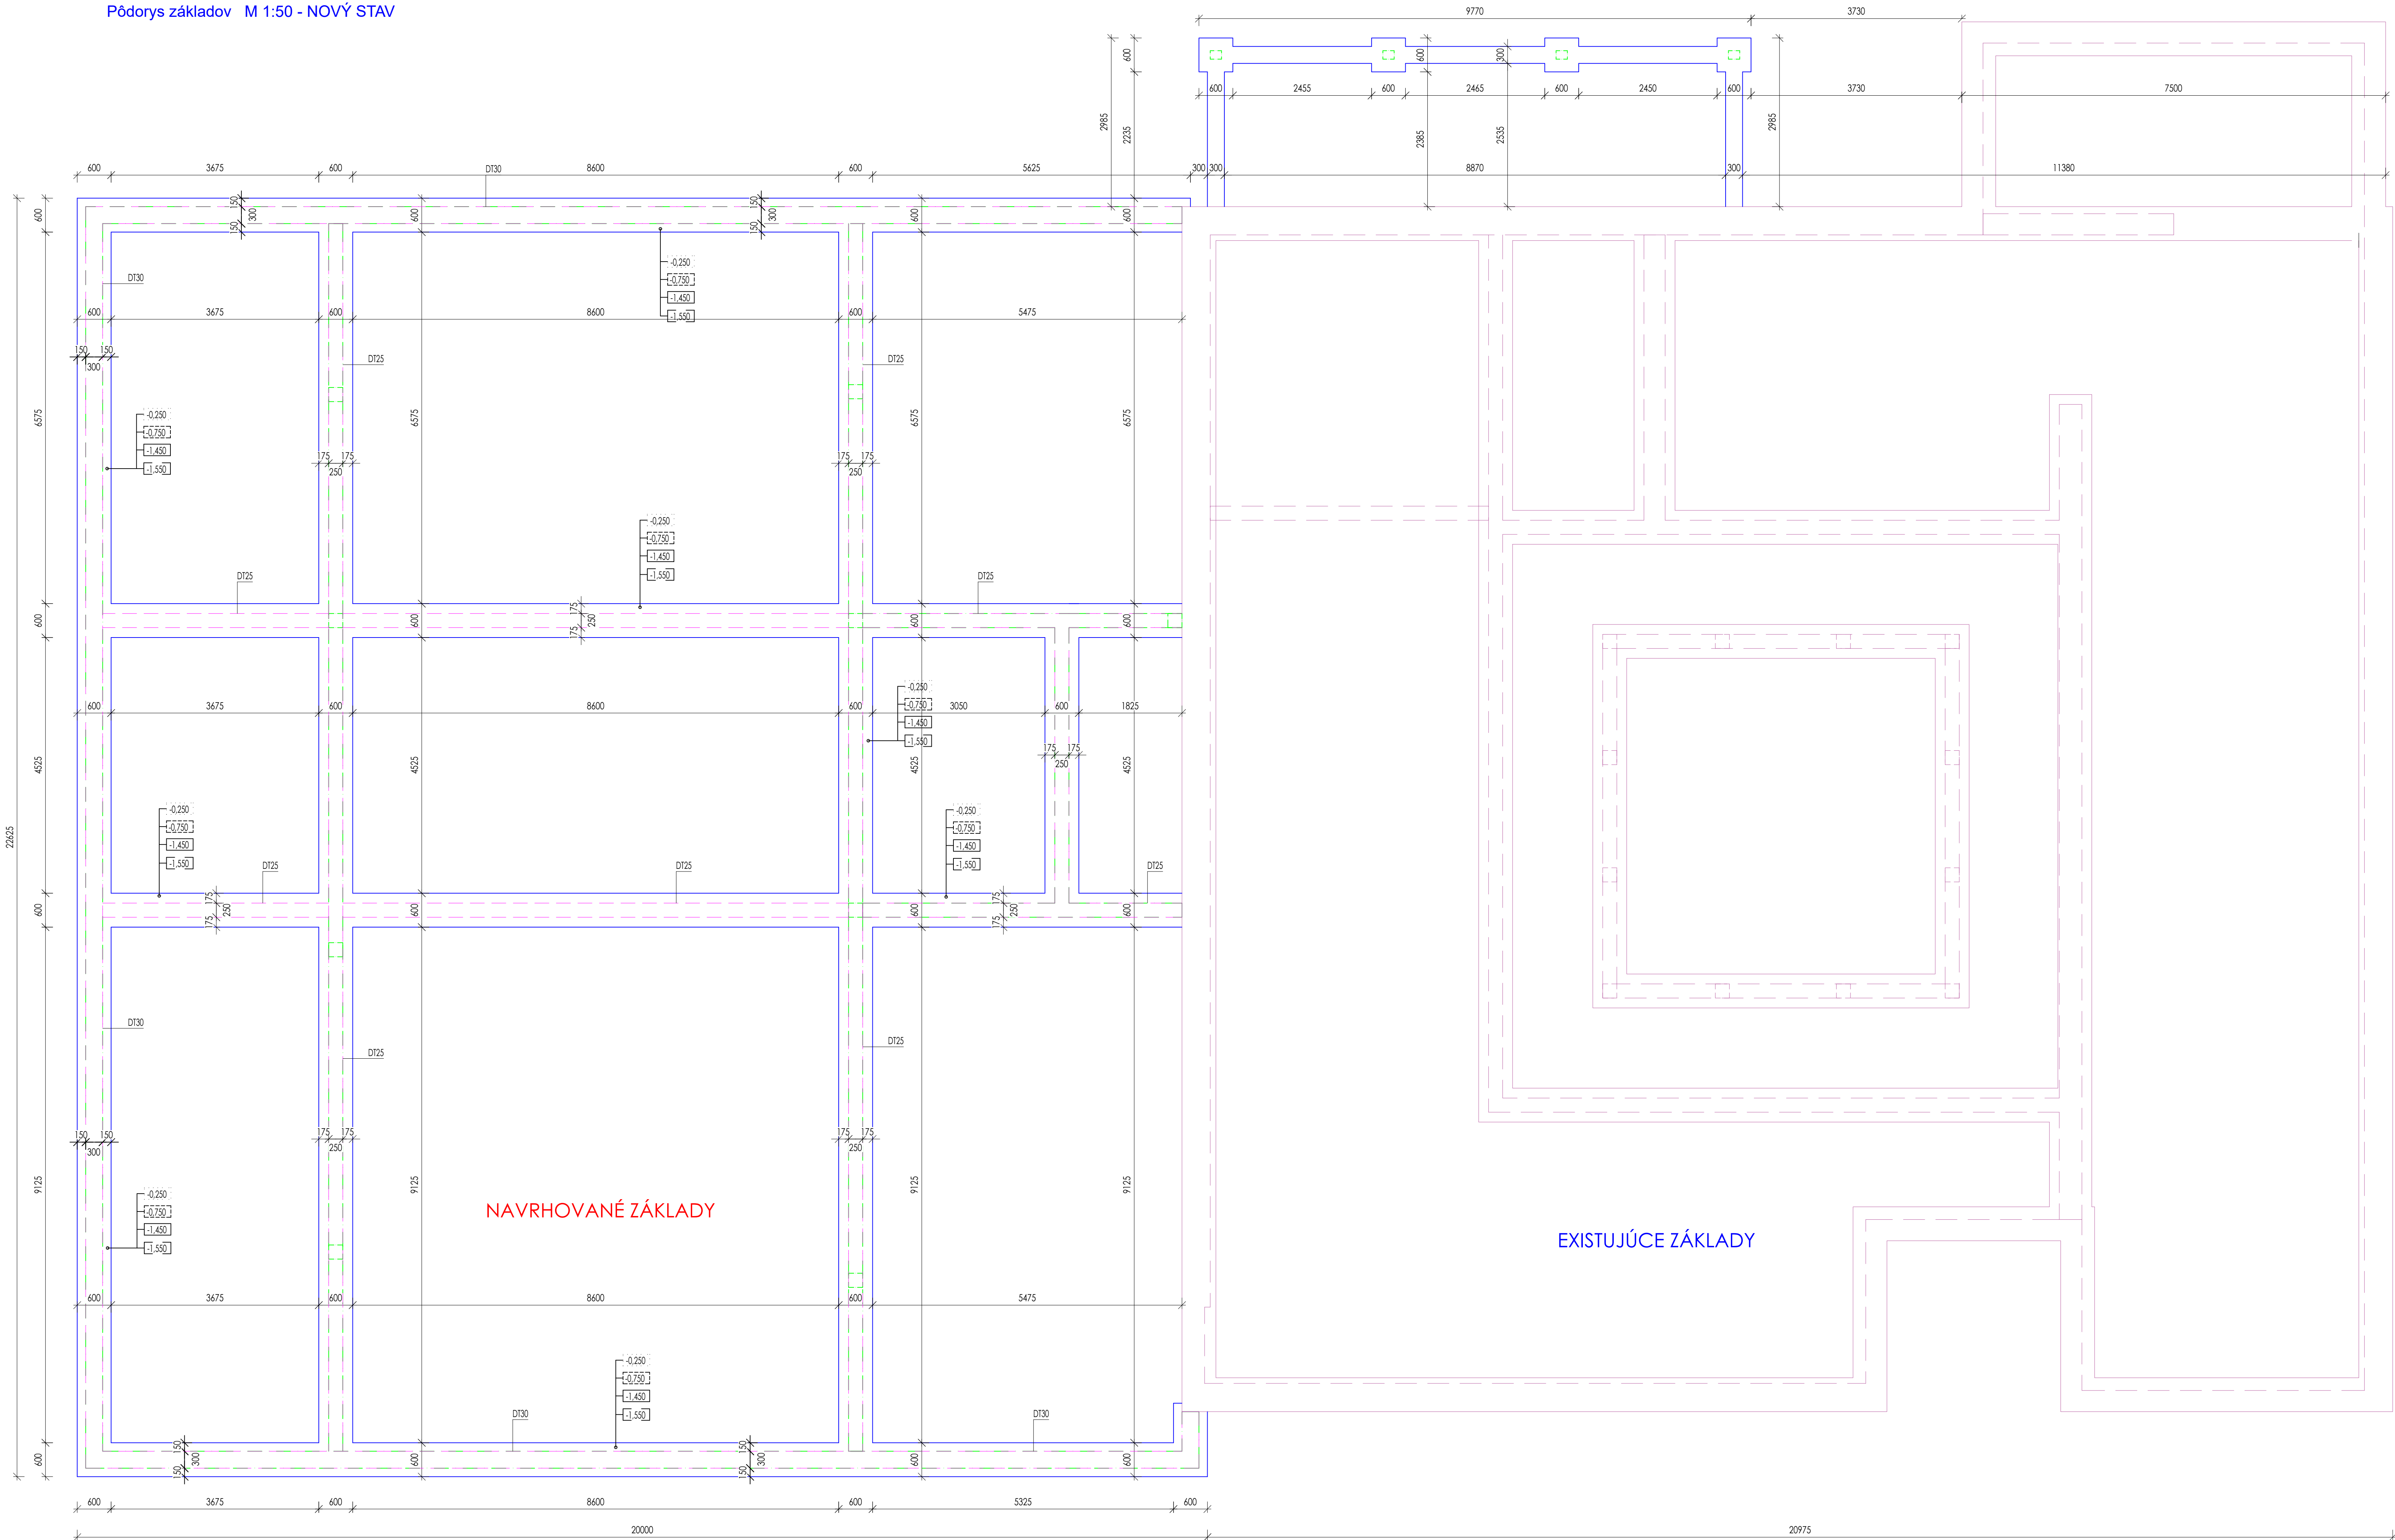 Pôdorys základov M 1:50 - NOVÝ STAV
9770 3730
600 600 300
600 2455 600 2465 600 2450 600 3730 7500
2985 2235 2385 2535 2985
600 3675 600 DT30 8600 600 5625 300 300 8870 300 11380
600 150 300 150 600 150 300 150 600 600
-0,250
-0,750
-1,450
-1,550
DT30
600 3675 600 8600 600 5475
150 150
300
DT25 DT25
6575 6575 6575 6575
-0,250
-0,750
-1,450
-1,550
175 175
250
175 175
250
-0,250
-0,750
-1,450
-1,550
DT25 DT25
600 600 175 250 175 600 600
-0,250
-0,750
-1,450
-1,550
600 3675 600 8600 600 3050 600 1825
175 175
250
4525 4525 4525 4525
22625
-0,250
-0,750
-1,450
-1,550
-0,250
-0,750
-1,450
-1,550
DT25 DT25 DT25
600 175 250 175 600 600 175 250 175 600
DT30
DT25 DT25
150 150
300
175 175
250
175 175
250
9125 9125 9125 9125
-0,250
-0,750
-1,450
-1,550
NAVRHOVANÉ ZÁKLADY
EXISTUJÚCE ZÁKLADY
600 3675 600 8600 600 5475
-0,250
-0,750
-1,450
-1,550
DT30 DT30
600 150 300 150 600 150 300 150 600 600
600 3675 600 8600 600 5325 600
20000 20975